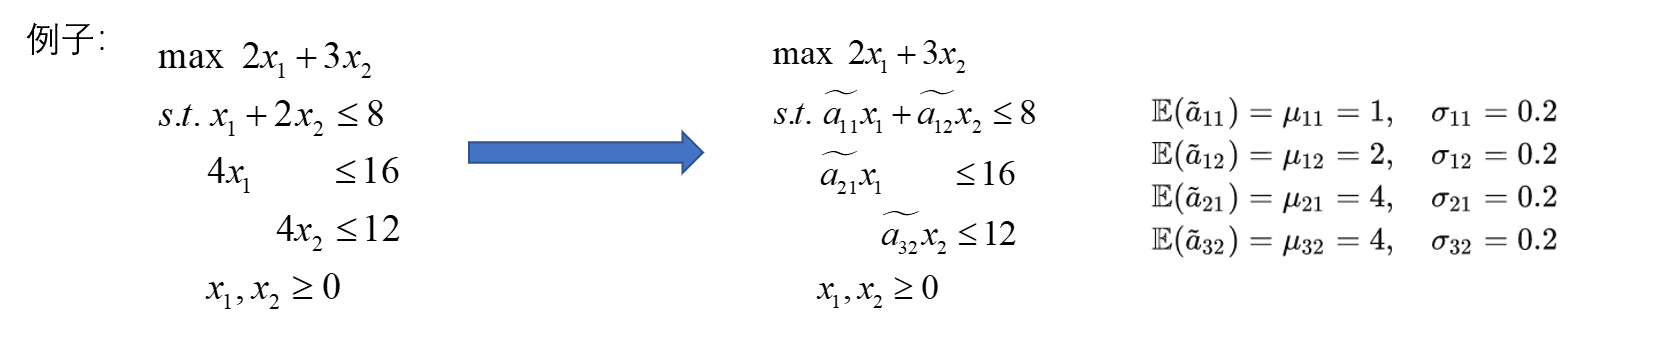 例子:
max 2x₁ + 3x₂
s.t. x₁ + 2x₂ ≤ 8
4x₁ ≤ 16
4x₂ ≤ 12
x₁, x₂ ≥ 0
max 2x₁ + 3x₂
s.t. ã₁₁x₁ + ã₁₂x₂ ≤ 8
ã₂₁x₁ ≤ 16
ã₃₂x₂ ≤ 12
x₁, x₂ ≥ 0
𝔼(ã₁₁) = μ₁₁ = 1, σ₁₁ = 0.2
𝔼(ã₁₂) = μ₁₂ = 2, σ₁₂ = 0.2
𝔼(ã₂₁) = μ₂₁ = 4, σ₂₁ = 0.2
𝔼(ã₃₂) = μ₃₂ = 4, σ₃₂ = 0.2